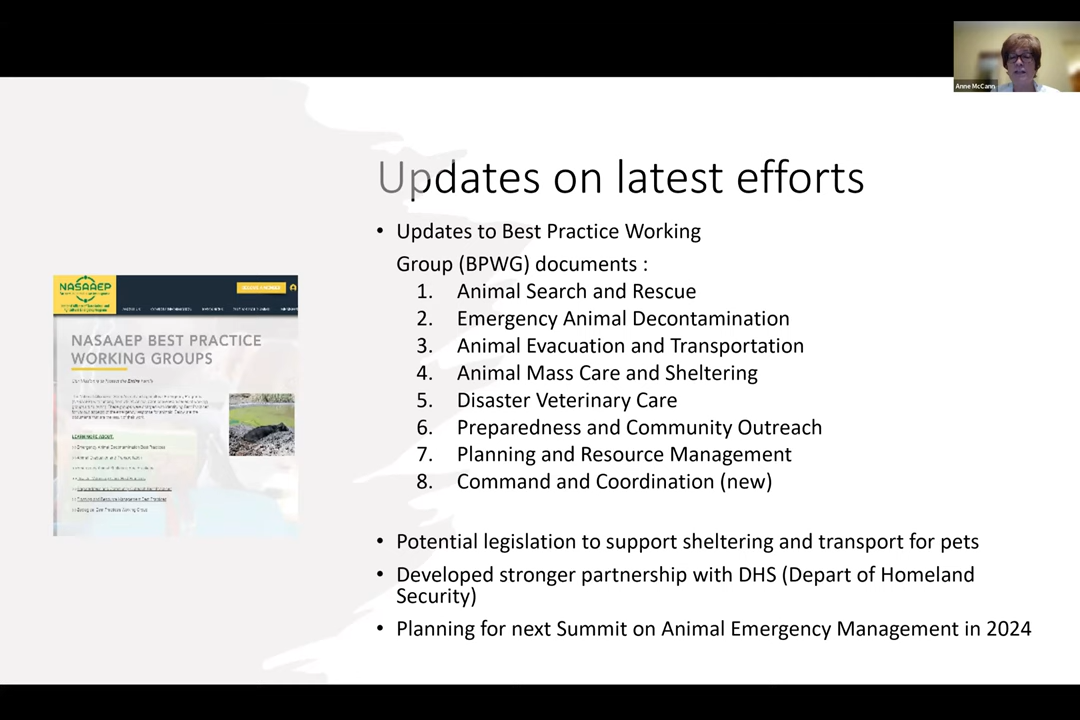 Anne McCann
Updates on latest efforts
• Updates to Best Practice Working
Group (BPWG) documents :
1. Animal Search and Rescue
2. Emergency Animal Decontamination
3. Animal Evacuation and Transportation
4. Animal Mass Care and Sheltering
5. Disaster Veterinary Care
6. Preparedness and Community Outreach
7. Planning and Resource Management
8. Command and Coordination (new)
• Potential legislation to support sheltering and transport for pets
• Developed stronger partnership with DHS (Depart of Homeland
Security)
• Planning for next Summit on Animal Emergency Management in 2024
NASAAEP
NASAAEP BEST PRACTICE
WORKING GROUPS
LEARN MORE ABOUT: